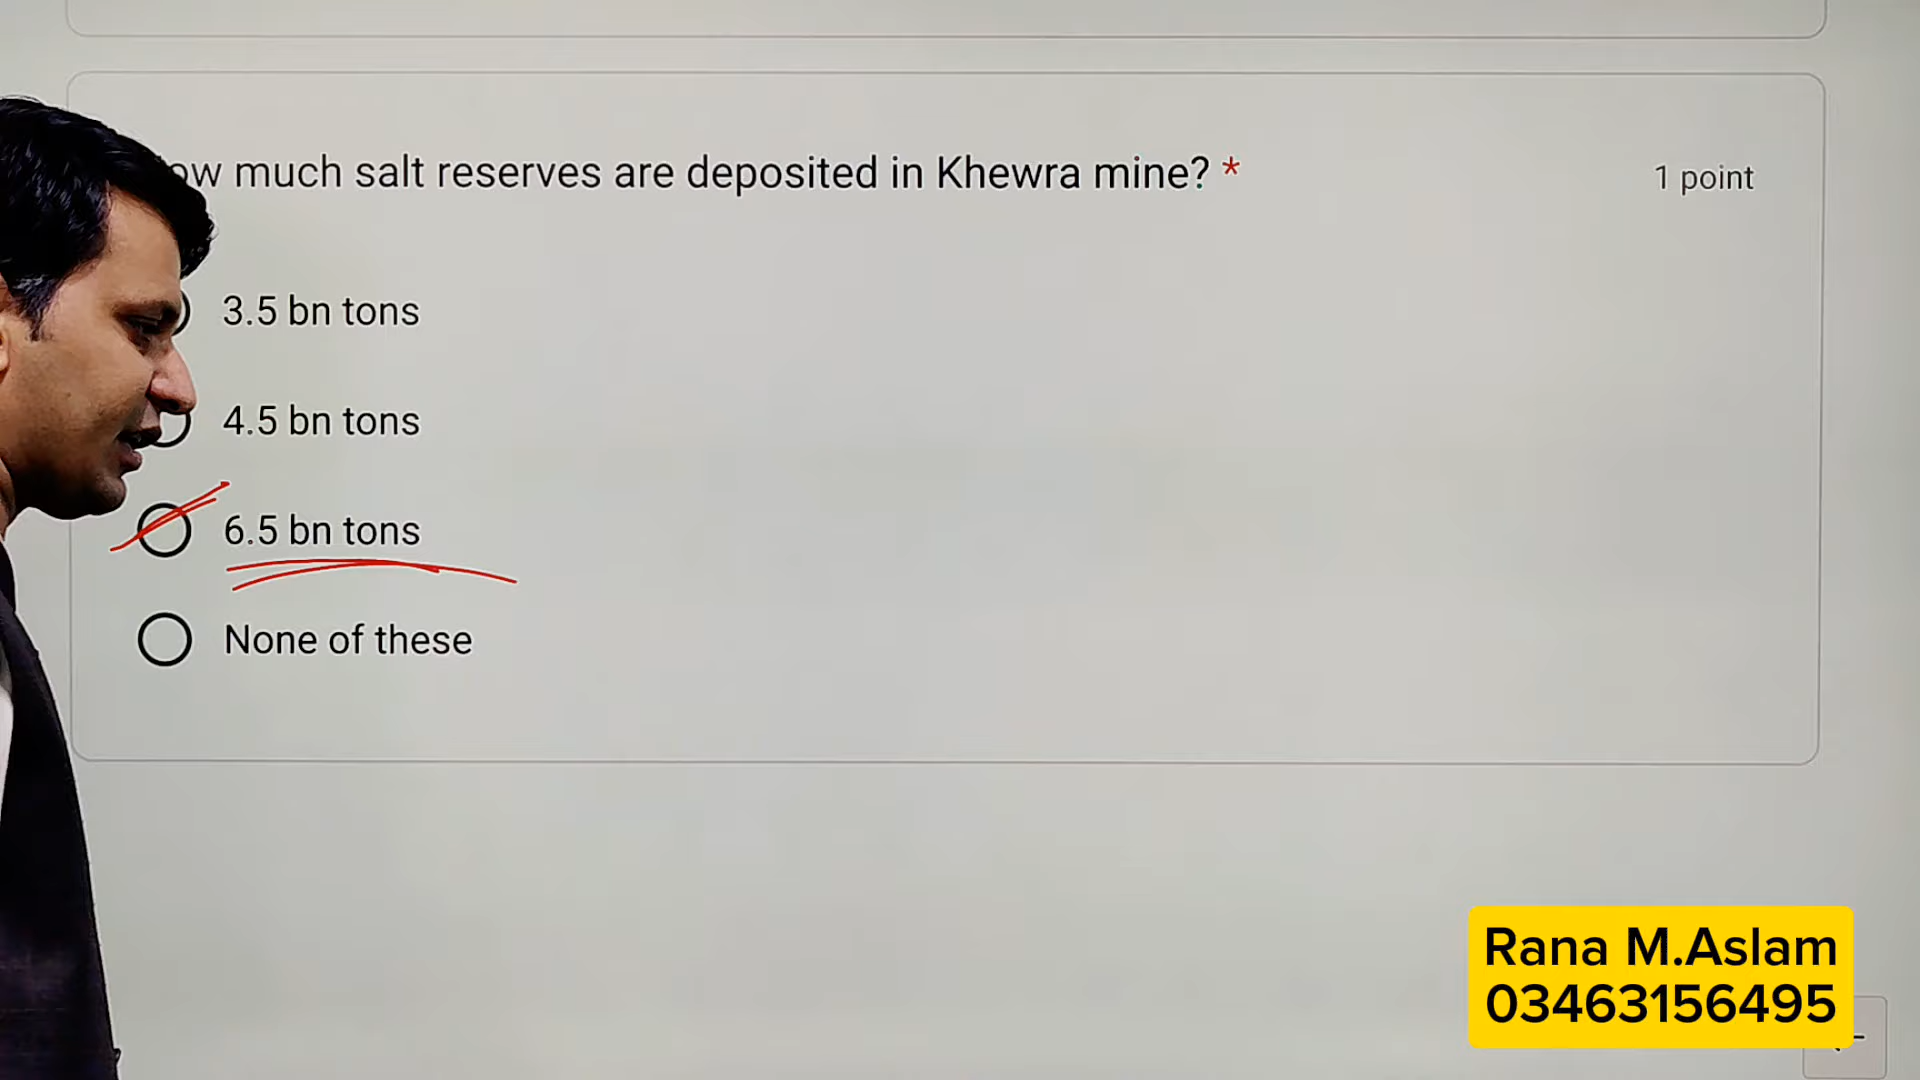 ow much salt reserves are deposited in Khewra mine? *
1 point
3.5 bn tons
4.5 bn tons
6.5 bn tons
None of these
Rana M.Aslam
03463156495